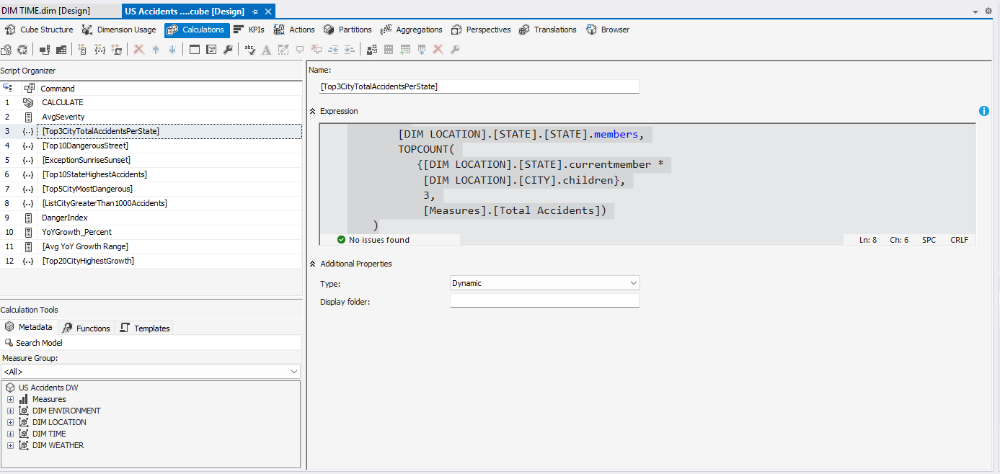 DIM TIME.dim [Design]
US Accidents ....cube [Design]
Cube Structure
Dimension Usage
Calculations
KPIs
Actions
Partitions
Aggregations
Perspectives
Translations
Browser
Script Organizer
Command
1 CALCULATE
2 AvgSeverity
3 [Top3CityTotalAccidentsPerState]
4 [Top10DangerousStreet]
5 [ExceptionSunriseSunset]
6 [Top10StateHighestAccidents]
7 [Top5CityMostDangerous]
8 [ListCityGreaterThan1000Accidents]
9 DangerIndex
10 YoYGrowth_Percent
11 [Avg YoY Growth Range]
12 [Top20CityHighestGrowth]
Calculation Tools
Metadata
Functions
Templates
Search Model
Measure Group:
<All>
US Accidents DW
Measures
DIM ENVIRONMENT
DIM LOCATION
DIM TIME
DIM WEATHER
Name:
[Top3CityTotalAccidentsPerState]
Expression
[DIM LOCATION].[STATE].[STATE].members,
TOPCOUNT(
{[DIM LOCATION].[STATE].currentmember *
[DIM LOCATION].[CITY].children},
3,
[Measures].[Total Accidents])
)
No issues found
Ln: 8 Ch: 6 SPC CRLF
Additional Properties
Type:
Dynamic
Display folder: